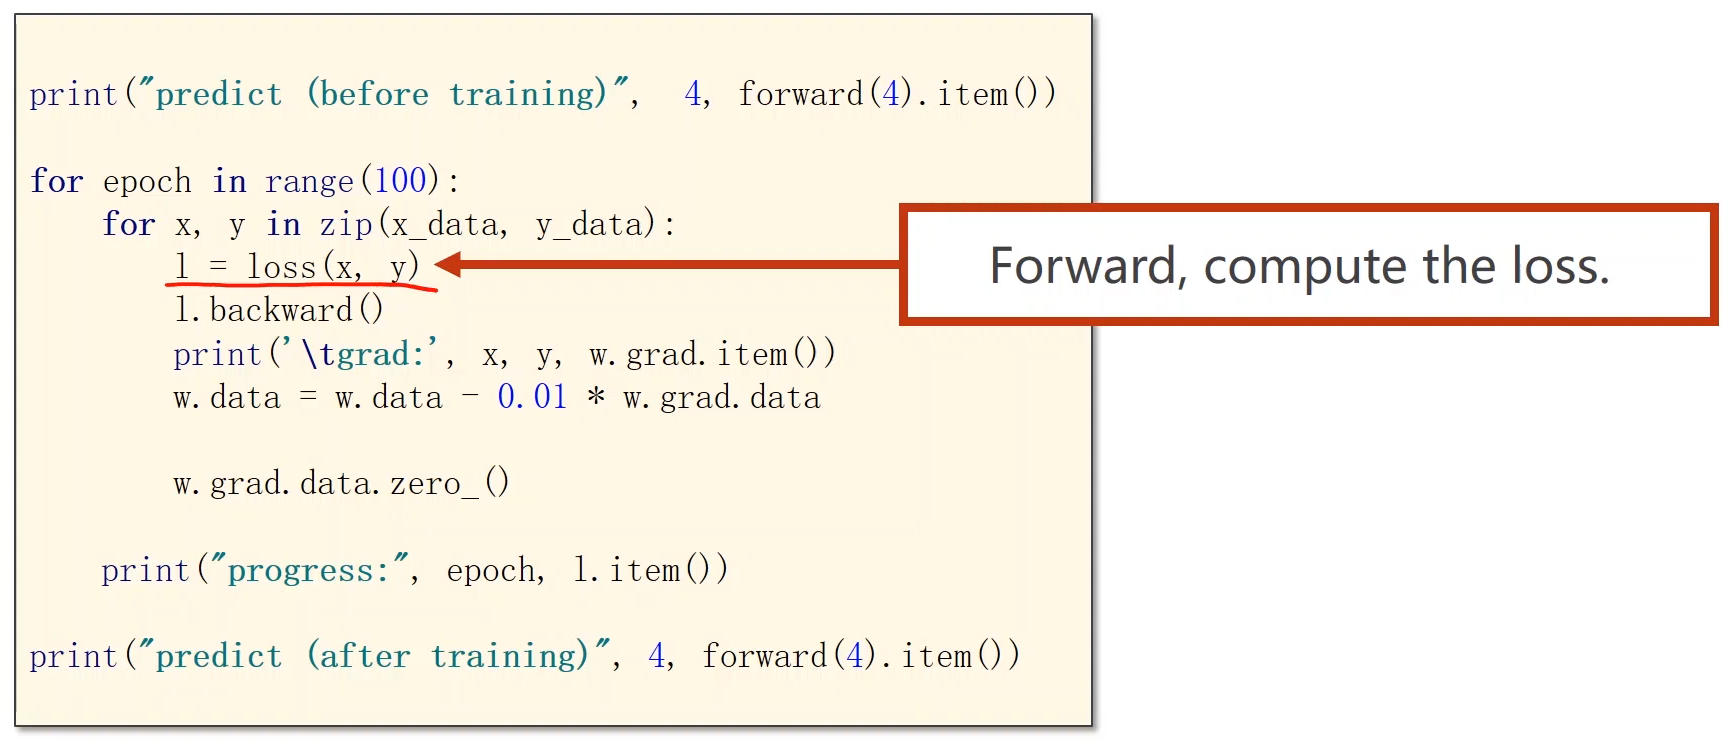 print("predict (before training)",  4, forward(4).item())
for epoch in range(100):
    for x, y in zip(x_data, y_data):
        l = loss(x, y)
        l.backward()
        print('\tgrad:', x, y, w.grad.item())
        w.data = w.data - 0.01 * w.grad.data
        w.grad.data.zero_()
    print("progress:", epoch, l.item())
print("predict (after training)", 4, forward(4).item())
Forward, compute the loss.